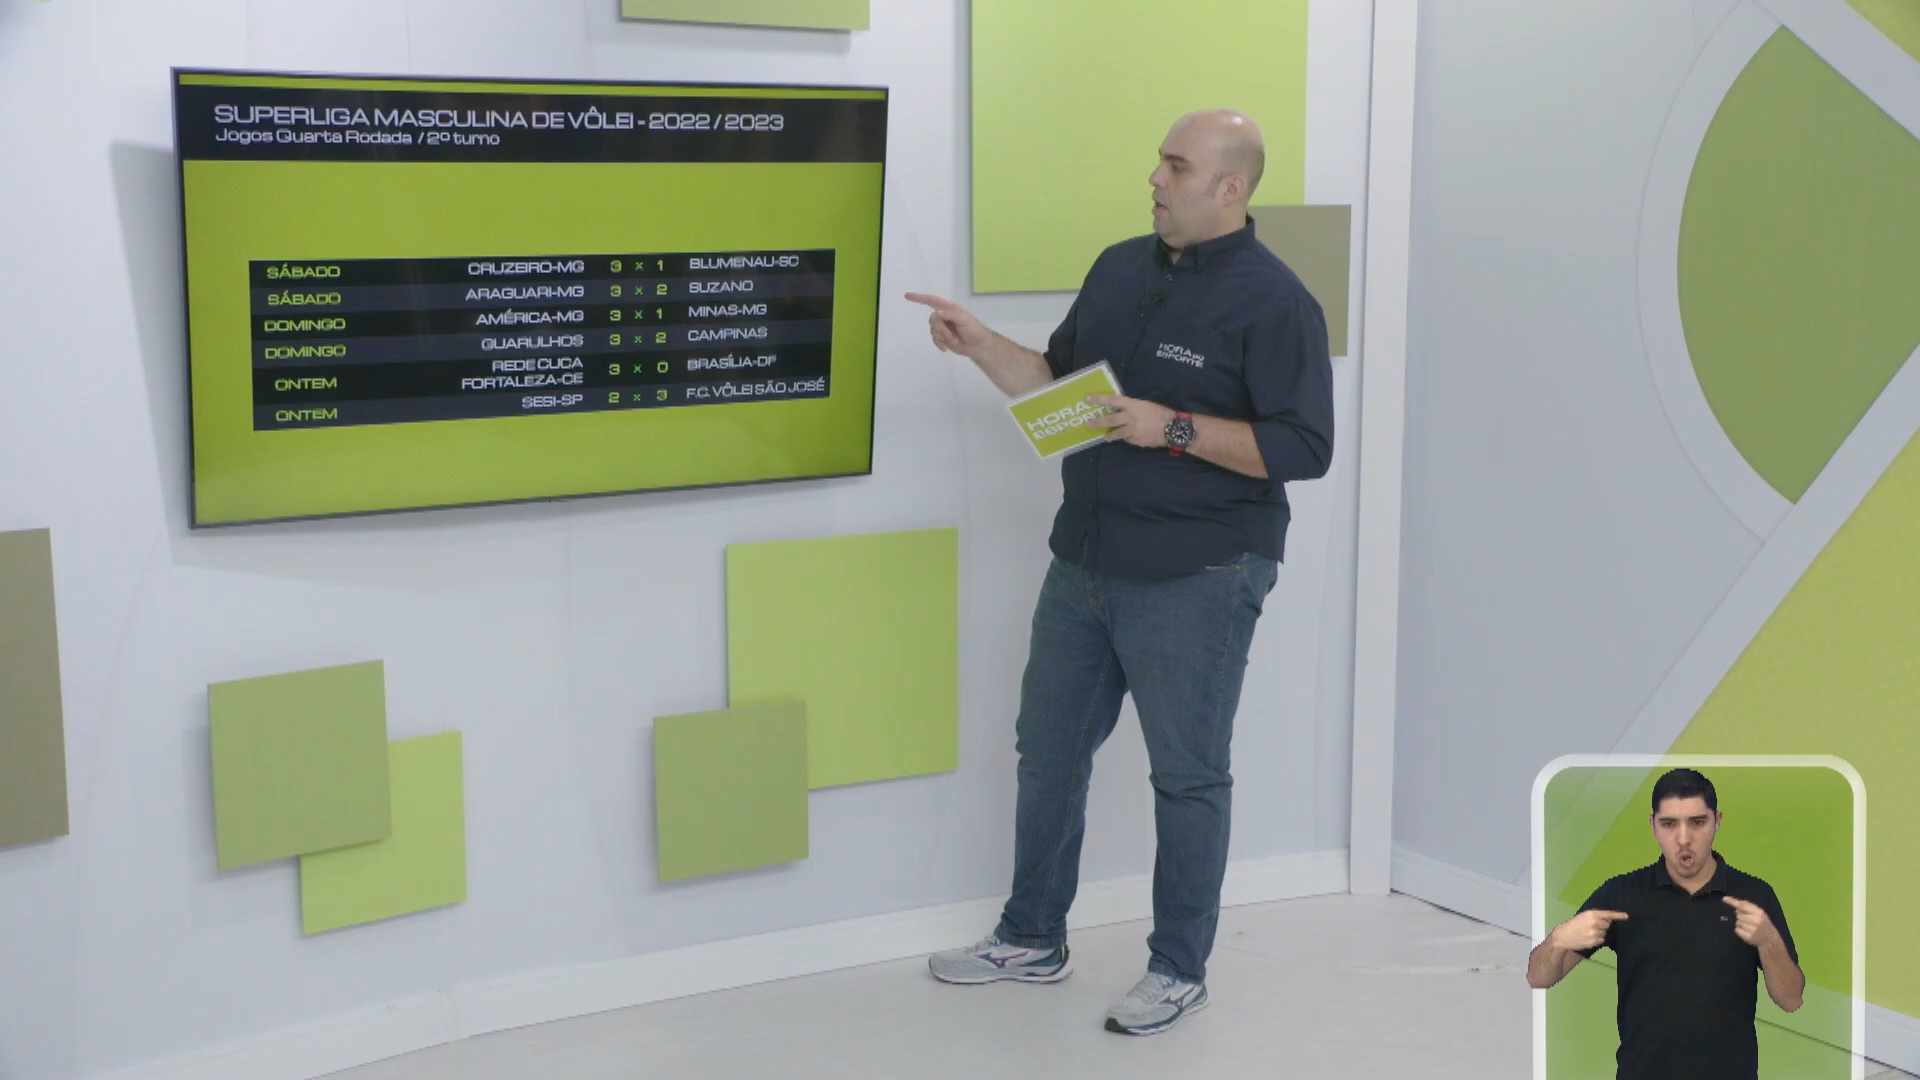 SUPERLIGA MASCULINA DE VÔLEI - 2022 / 2023
Jogos Quarta Rodada / 2º turno
SÁBADO CRUZEIRO-MG 3 x 1 BLUMENAU-SC
SÁBADO ARAGUARI-MG 3 x 2 SUZANO
DOMINGO AMÉRICA-MG 3 x 1 MINAS-MG
DOMINGO GUARULHOS 3 x 2 CAMPINAS
ONTEM REDE CUCA FORTALEZA-CE 3 x 0 BRASÍLIA-DF
ONTEM SESI-SP 2 x 3 F.C. VÔLEI SÃO JOSÉ
HORA DO
ESPORTE
HORA
ESPORTE